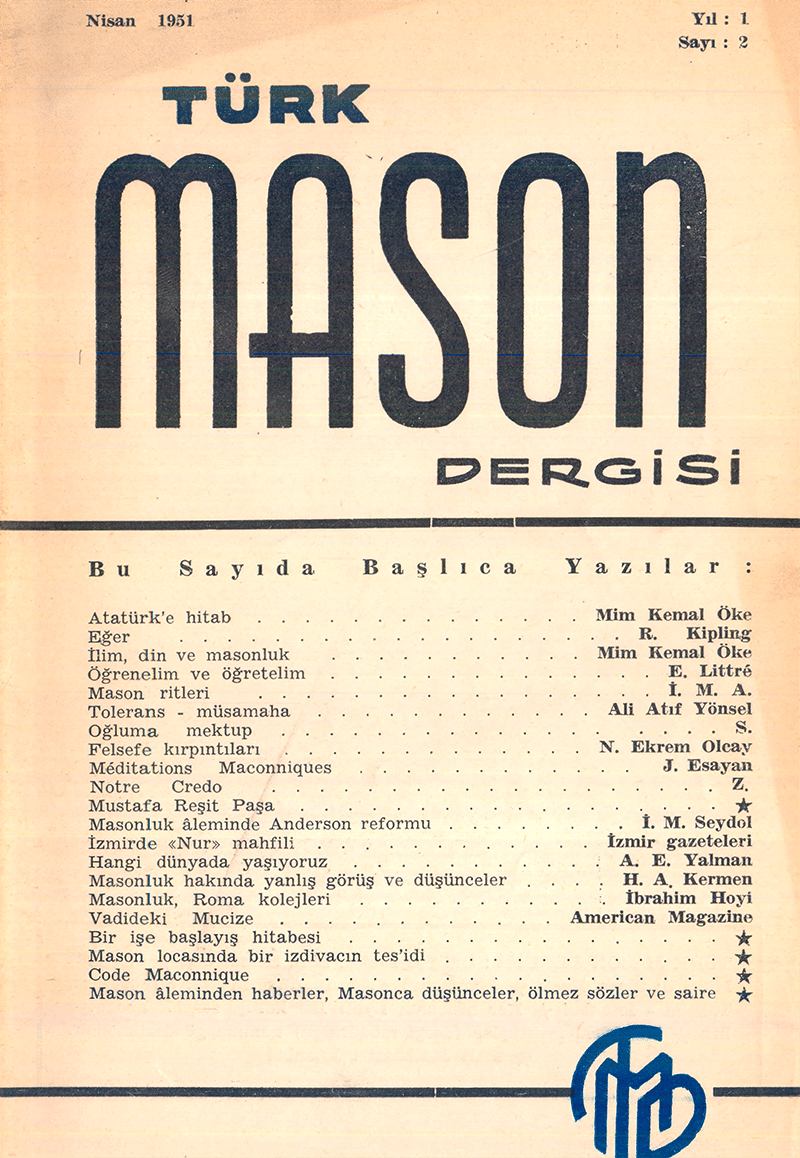 Nisan 1951
Yıl : 1
Sayı : 2
TÜRK
MASON
DERGİSİ
Bu Sayıda Başlıca Yazılar :
Atatürk'e hitab . . . . . . . . . . . . . . . Mim Kemal Öke
Eğer . . . . . . . . . . . . . . . . . . . R. Kipling
İlim, din ve masonluk . . . . . . . . . . . . Mim Kemal Öke
Öğrenelim ve öğretelim . . . . . . . . . . . . . E. Littré
Mason ritleri . . . . . . . . . . . . . . . . İ. M. A.
Tolerans - müsamaha . . . . . . . . . . . . Ali Atıf Yönsel
Oğluma mektup . . . . . . . . . . . . . . . . . S.
Felsefe kırpıntıları . . . . . . . . . . . . N. Ekrem Olcay
Méditations Maconniques . . . . . . . . . . . . J. Esayan
Notre Credo . . . . . . . . . . . . . . . . . . Z.
Mustafa Reşit Paşa . . . . . . . . . . . . . . . . ★
Masonluk âleminde Anderson reformu . . . . . . . İ. M. Seydol
İzmirde «Nur» mahfili . . . . . . . . . . . İzmir gazeteleri
Hangi dünyada yaşıyoruz . . . . . . . . . . . A. E. Yalman
Masonluk hakında yanlış görüş ve düşünceler . . . . H. A. Kermen
Masonluk, Roma kolejleri . . . . . . . . . . . İbrahim Hoyi
Vadideki Mucize . . . . . . . . . . . . American Magazine
Bir işe başlayış hitabesi . . . . . . . . . . . . . . ★
Mason locasında bir izdivacın tes'idi . . . . . . . . . . ★
Code Maconnique . . . . . . . . . . . . . . . . . ★
Mason âleminden haberler, Masonca düşünceler, ölmez sözler ve saire ★
TMD